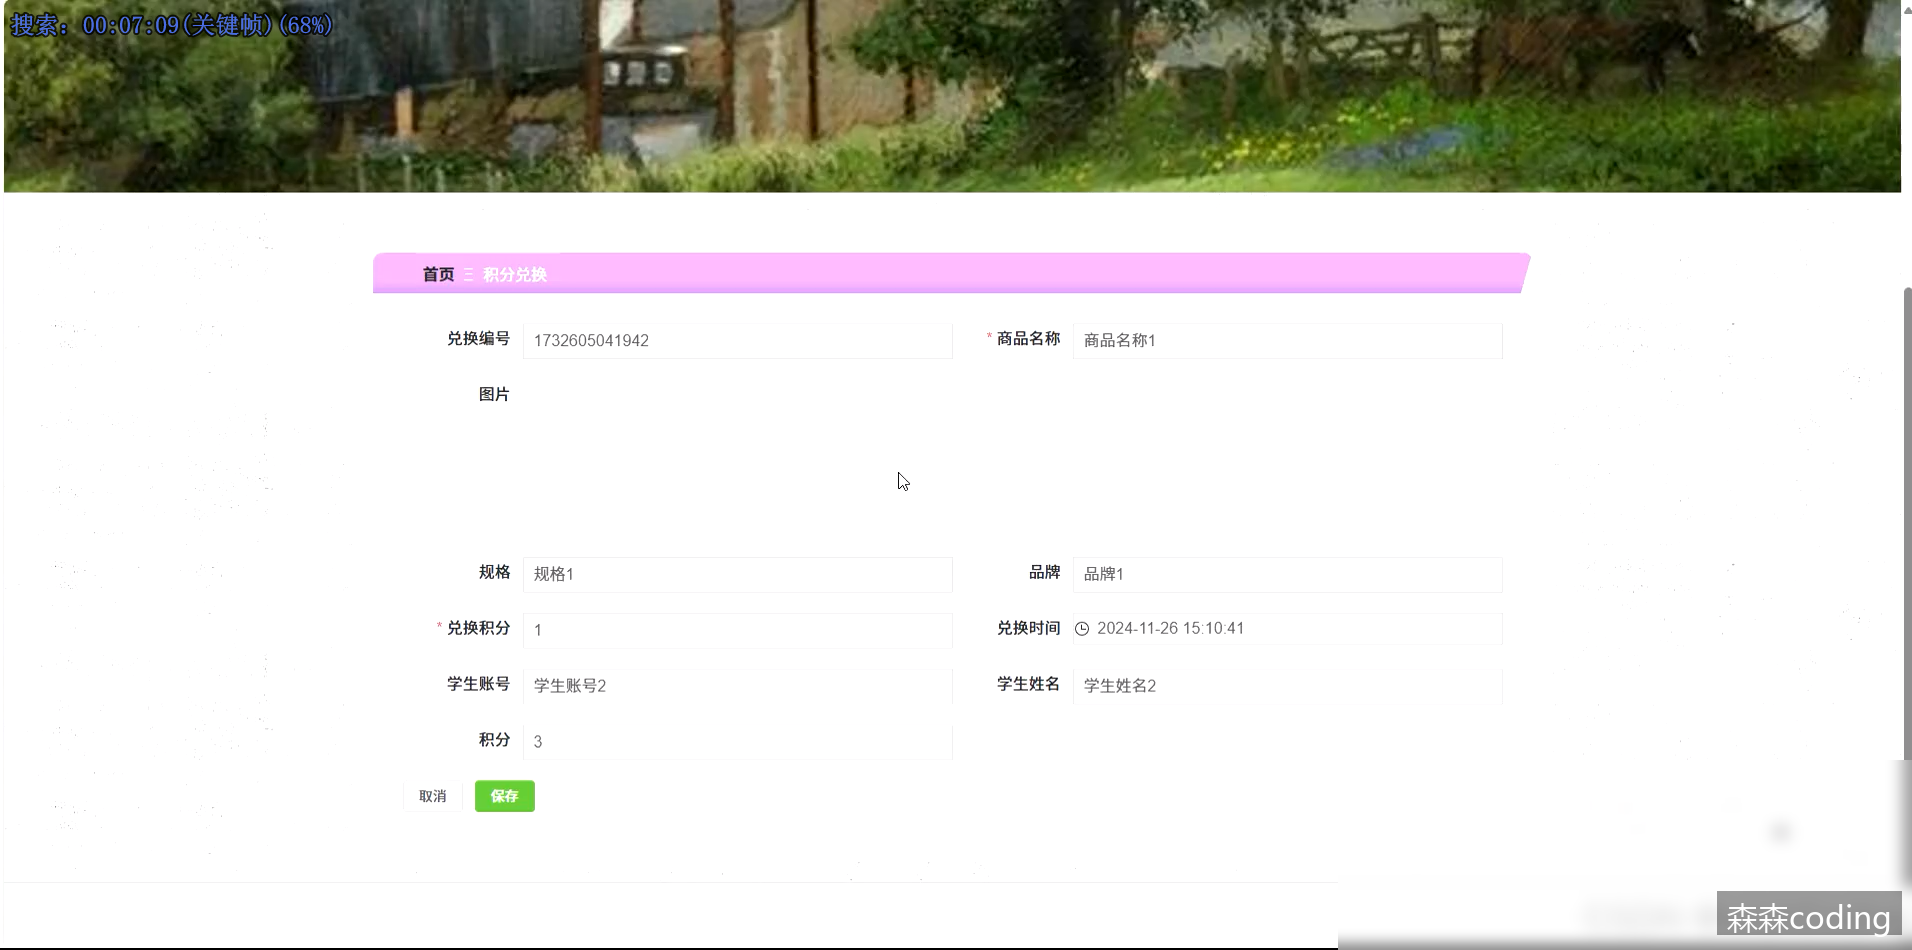 搜索: 00:07:09(关键帧)(68%)
首页 Ξ 积分兑换
兑换编号 1732605041942 * 商品名称 商品名称1
图片
规格 规格1 品牌 品牌1
* 兑换积分 1 兑换时间 2024-11-26 15:10:41
学生账号 学生账号2 学生姓名 学生姓名2
积分 3
取消 保存
森森coding